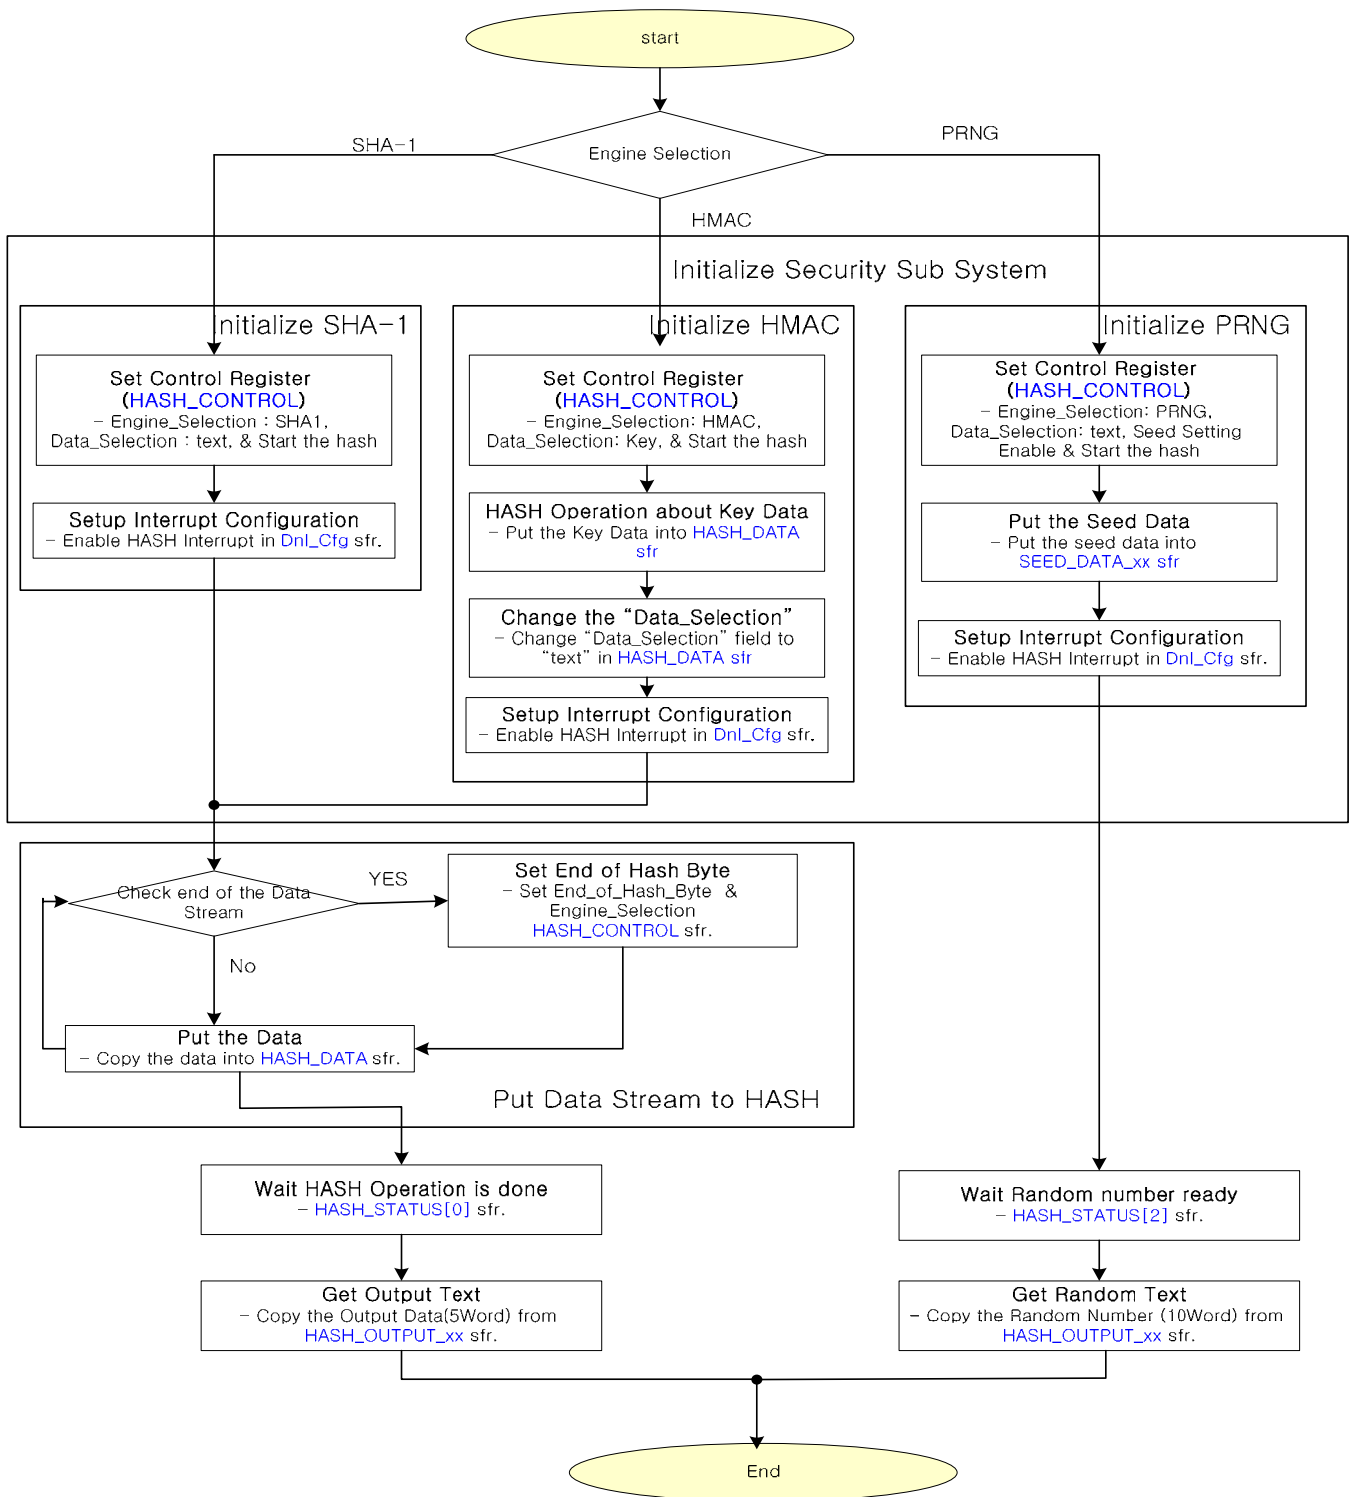 start
SHA-1
PRNG
Engine Selection
HMAC
Initialize Security Sub System
Initialize SHA-1
Set Control Register
(HASH_CONTROL)
- Engine_Selection : SHA1,
Data_Selection : text, & Start the hash
Setup Interrupt Configuration
- Enable HASH Interrupt in Dnl_Cfg sfr.
Initialize HMAC
Set Control Register
(HASH_CONTROL)
- Engine_Selection: HMAC,
Data_Selection: Key, & Start the hash
HASH Operation about Key Data
- Put the Key Data into HASH_DATA
sfr
Change the “Data_Selection”
- Change “Data_Selection” field to
“text” in HASH_DATA sfr
Setup Interrupt Configuration
- Enable HASH Interrupt in Dnl_Cfg sfr.
Initialize PRNG
Set Control Register
(HASH_CONTROL)
- Engine_Selection: PRNG,
Data_Selection: text, Seed Setting
Enable & Start the hash
Put the Seed Data
- Put the seed data into
SEED_DATA_xx sfr
Setup Interrupt Configuration
- Enable HASH Interrupt in Dnl_Cfg sfr.
Check end of the Data
Stream
YES
Set End of Hash Byte
- Set End_of_Hash_Byte &
Engine_Selection
HASH_CONTROL sfr.
No
Put the Data
- Copy the data into HASH_DATA sfr.
Put Data Stream to HASH
Wait HASH Operation is done
- HASH_STATUS[0] sfr.
Get Output Text
- Copy the Output Data(5Word) from
HASH_OUTPUT_xx sfr.
Wait Random number ready
- HASH_STATUS[2] sfr.
Get Random Text
- Copy the Random Number (10Word) from
HASH_OUTPUT_xx sfr.
End